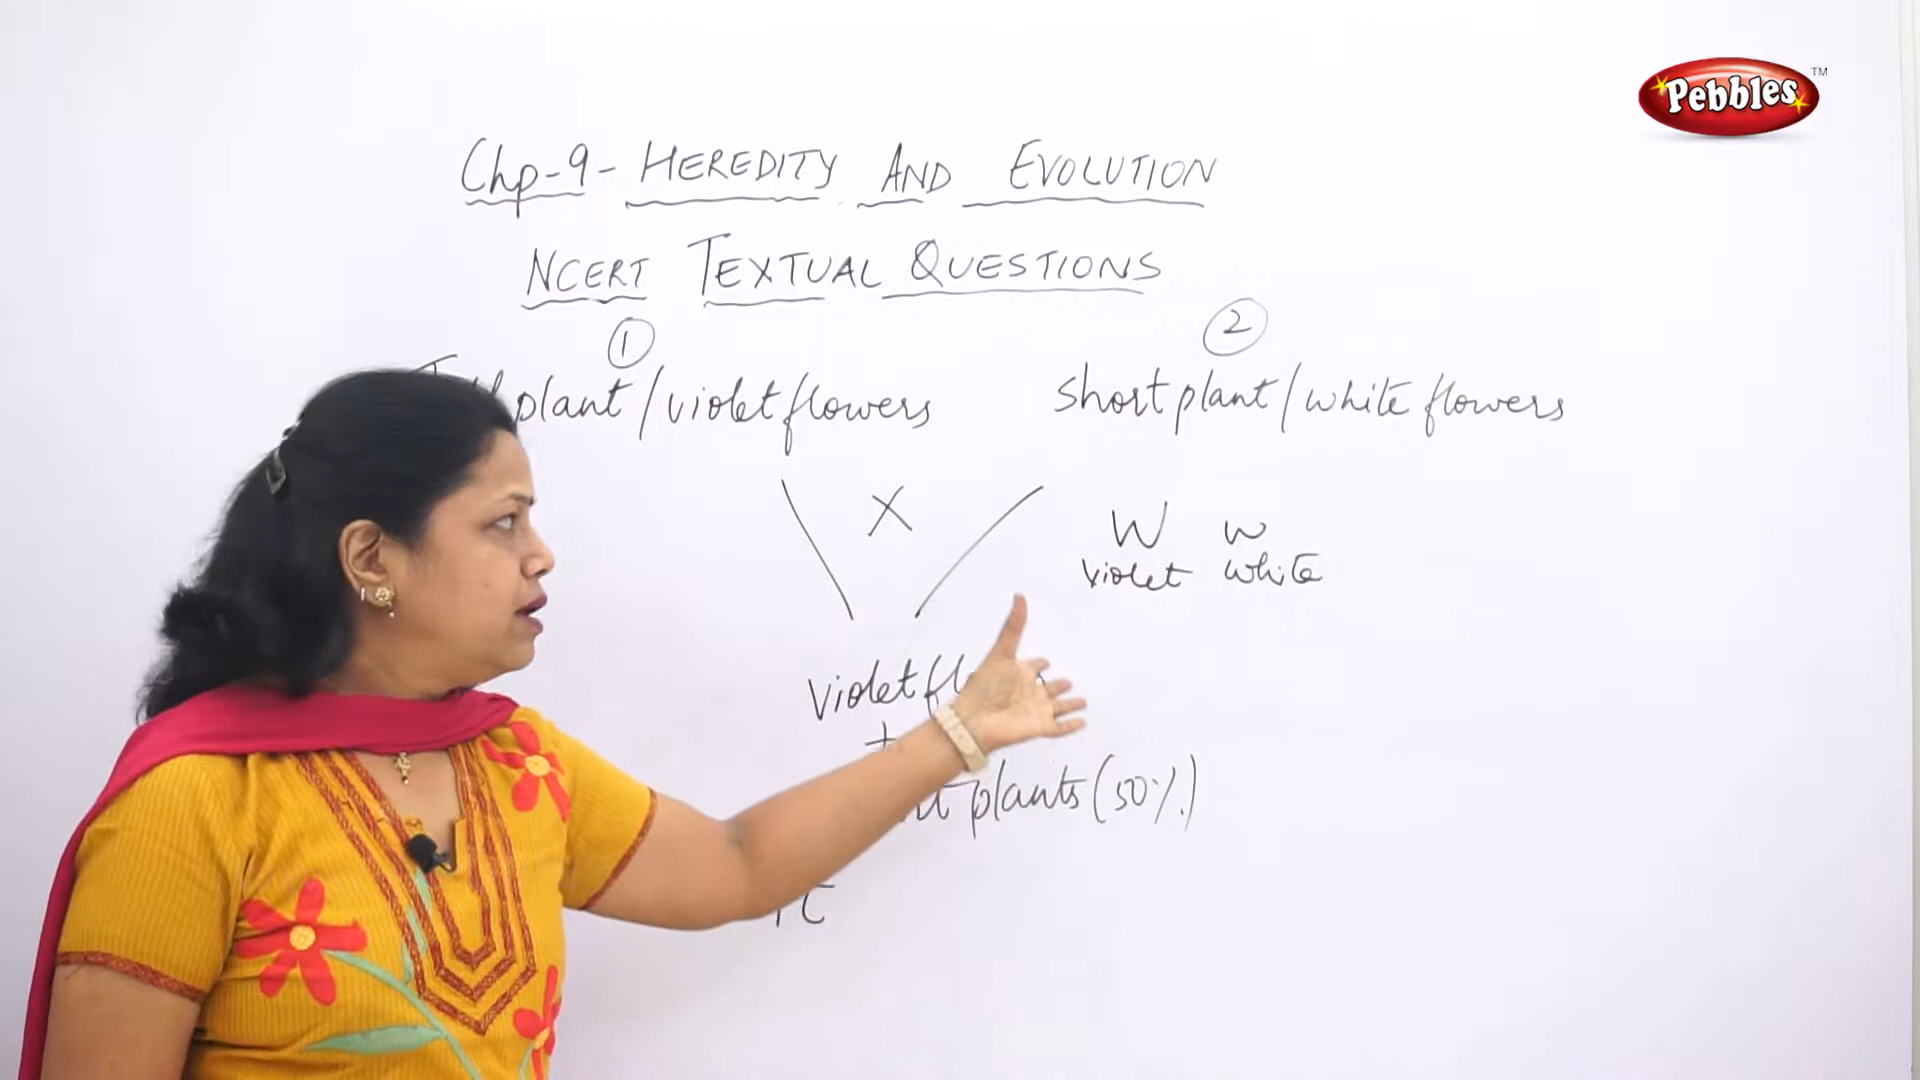 Pebbles TM
Chp-9- HEREDITY AND EVOLUTION
NCERT TEXTUAL QUESTIONS
① ②
plant/violet flowers short plant/white flowers
X
W w
violet white
Violet
+
plants (50%)